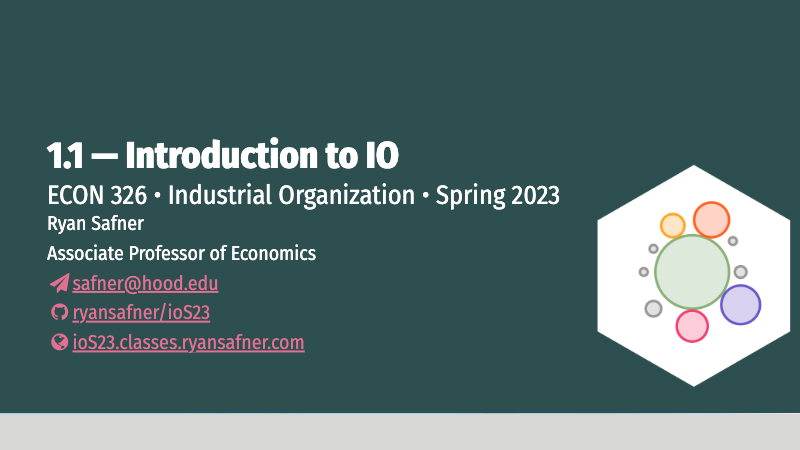 1.1 — Introduction to IO
ECON 326 • Industrial Organization • Spring 2023
Ryan Safner
Associate Professor of Economics
safner@hood.edu
ryansafner/ioS23
ioS23.classes.ryansafner.com